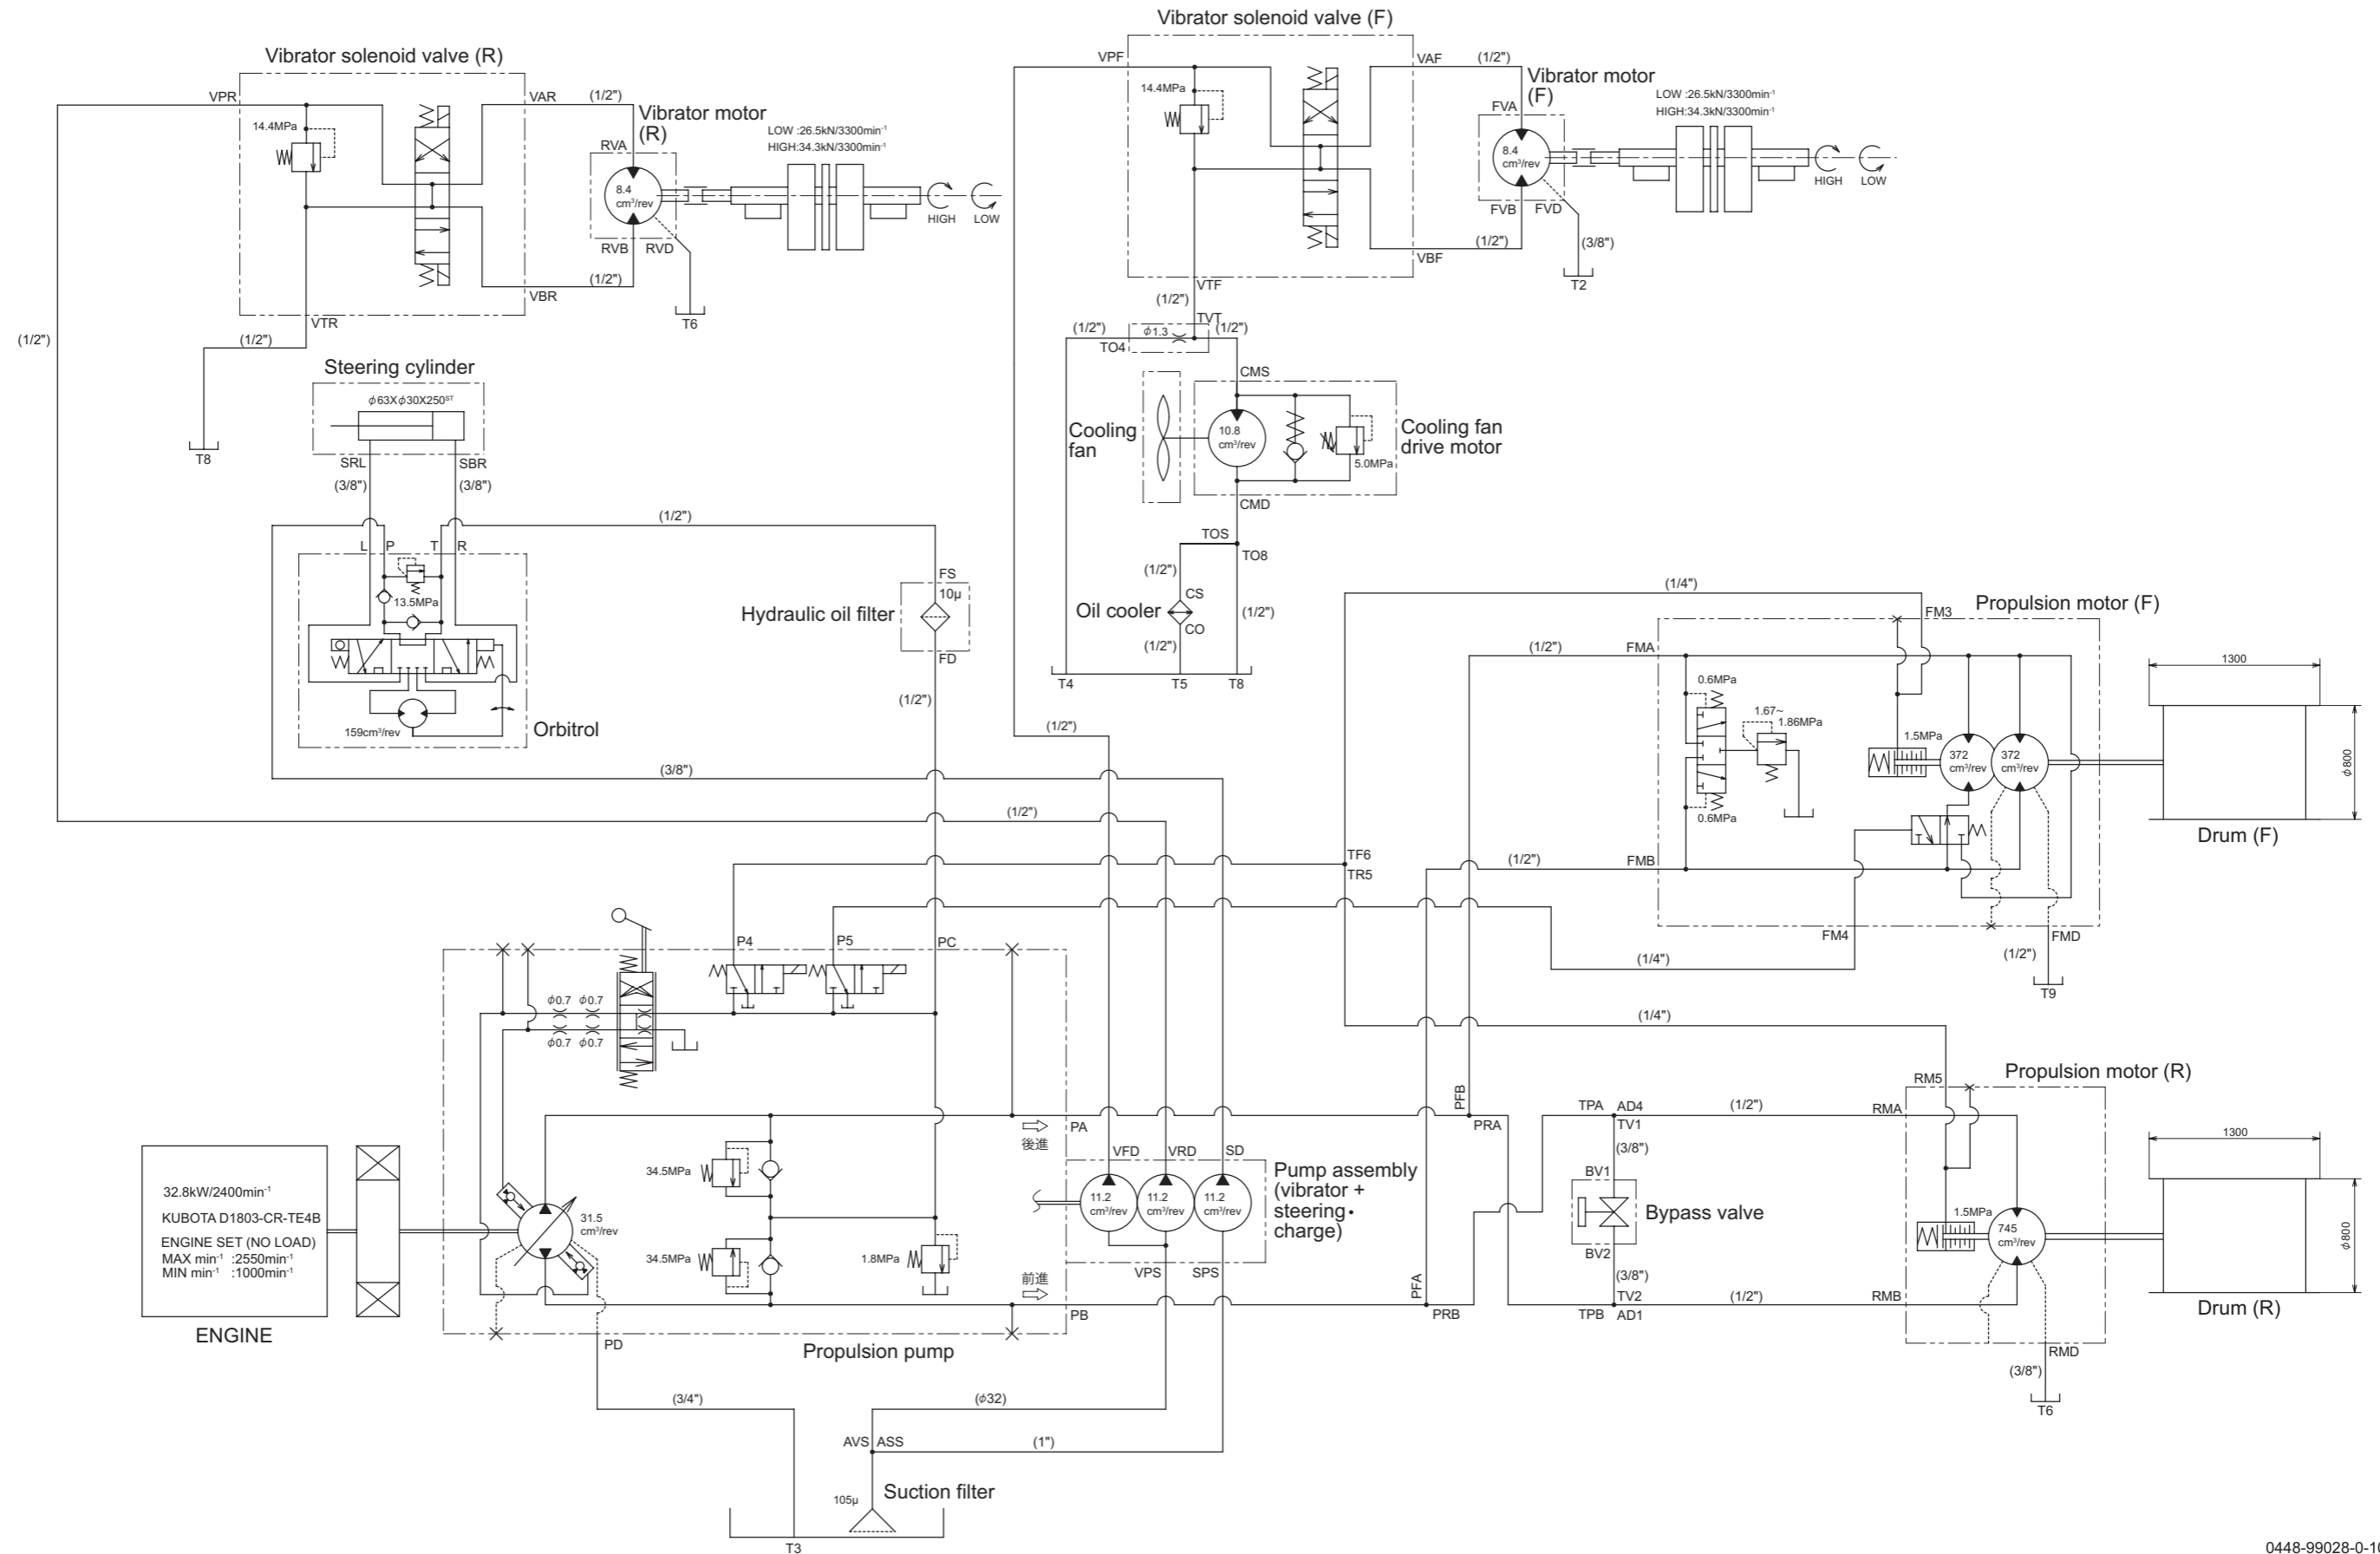 Vibrator solenoid valve (R)
VPR
14.4MPa
VAR
(1/2")
VBR
(1/2")
VTR
(1/2")
(1/2")
T8
Vibrator motor
(R)
RVA
8.4
cm³/rev
RVB
RVD
T6
LOW :26.5kN/3300min⁻¹
HIGH:34.3kN/3300min⁻¹
HIGH
LOW
Vibrator solenoid valve (F)
VPF
14.4MPa
VAF
(1/2")
VBF
(1/2")
VTF
(1/2")
Vibrator motor
(F)
FVA
8.4
cm³/rev
FVB
FVD
(3/8")
T2
LOW :26.5kN/3300min⁻¹
HIGH:34.3kN/3300min⁻¹
HIGH
LOW
TVT
(1/2")
φ1.3
(1/2")
TO4
CMS
Cooling
fan
10.8
cm³/rev
5.0MPa
Cooling fan
drive motor
CMD
TOS
TO8
(1/2")
CS
Oil cooler
CO
(1/2")
(1/2")
T4
T5
T8
Steering cylinder
φ63Xφ30X250ST
SRL
SBR
(3/8")
(3/8")
(1/2")
L
P
T
R
13.5MPa
159cm³/rev
Orbitrol
FS
10μ
Hydraulic oil filter
FD
(1/2")
(1/2")
(3/8")
(1/2")
(1/4")
Propulsion motor (F)
FM3
(1/2")
FMA
0.6MPa
1.67~
1.86MPa
0.6MPa
1.5MPa
372
cm³/rev
372
cm³/rev
1300
φ800
Drum (F)
TF6
TR5
(1/2")
FMB
FM4
FMD
(1/4")
(1/2")
T9
P4
P5
PC
φ0.7
φ0.7
φ0.7
φ0.7
(1/4")
PFB
PRA
PA
後進
34.5MPa
34.5MPa
1.8MPa
前進
PB
31.5
cm³/rev
32.8kW/2400min⁻¹
KUBOTA D1803-CR-TE4B
ENGINE SET (NO LOAD)
MAX min⁻¹ :2550min⁻¹
MIN min⁻¹ :1000min⁻¹
ENGINE
PD
Propulsion pump
VFD
VRD
SD
11.2
cm³/rev
11.2
cm³/rev
11.2
cm³/rev
Pump assembly
(vibrator +
steering・
charge)
VPS
SPS
PFA
PRB
TPA
AD4
TV1
(1/2")
RMA
(3/8")
BV1
Bypass valve
BV2
(3/8")
TV2
TPB
AD1
(1/2")
RMB
Propulsion motor (R)
RM5
1.5MPa
745
cm³/rev
RMD
(3/8")
T6
1300
φ800
Drum (R)
(3/4")
(φ32)
AVS
ASS
(1")
105μ
Suction filter
T3